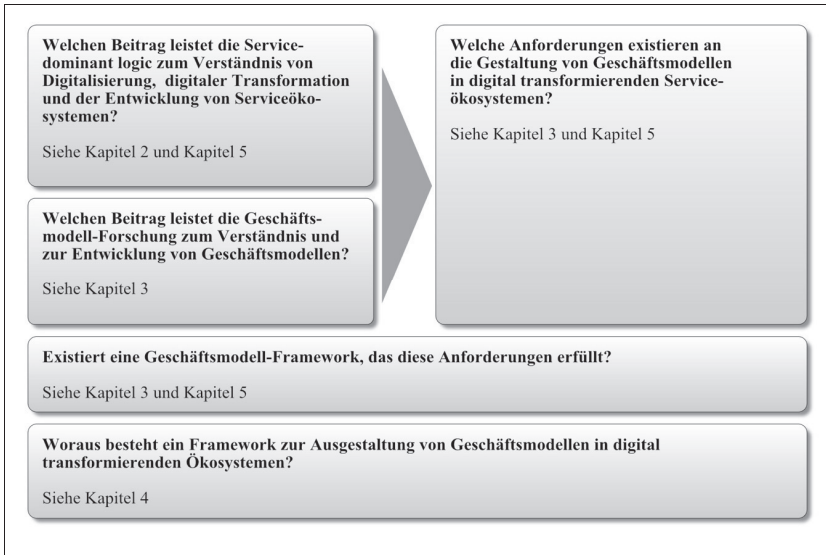 Welchen Beitrag leistet die Service-
dominant logic zum Verständnis von
Digitalisierung, digitaler Transformation
und der Entwicklung von Serviceöko-
systemen?
Siehe Kapitel 2 und Kapitel 5
Welchen Beitrag leistet die Geschäfts-
modell-Forschung zum Verständnis und
zur Entwicklung von Geschäftsmodellen?
Siehe Kapitel 3
Welche Anforderungen existieren an
die Gestaltung von Geschäftsmodellen
in digital transformierenden Service-
ökosystemen?
Siehe Kapitel 3 und Kapitel 5
Existiert eine Geschäftsmodell-Framework, das diese Anforderungen erfüllt?
Siehe Kapitel 3 und Kapitel 5
Woraus besteht ein Framework zur Ausgestaltung von Geschäftsmodellen in digital
transformierenden Ökosystemen?
Siehe Kapitel 4